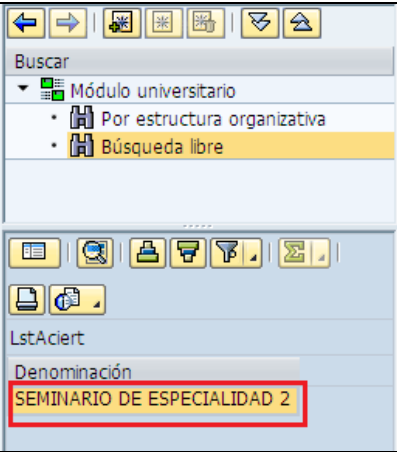 Buscar
Módulo universitario
Por estructura organizativa
Búsqueda libre
LstAciert
Denominación
SEMINARIO DE ESPECIALIDAD 2